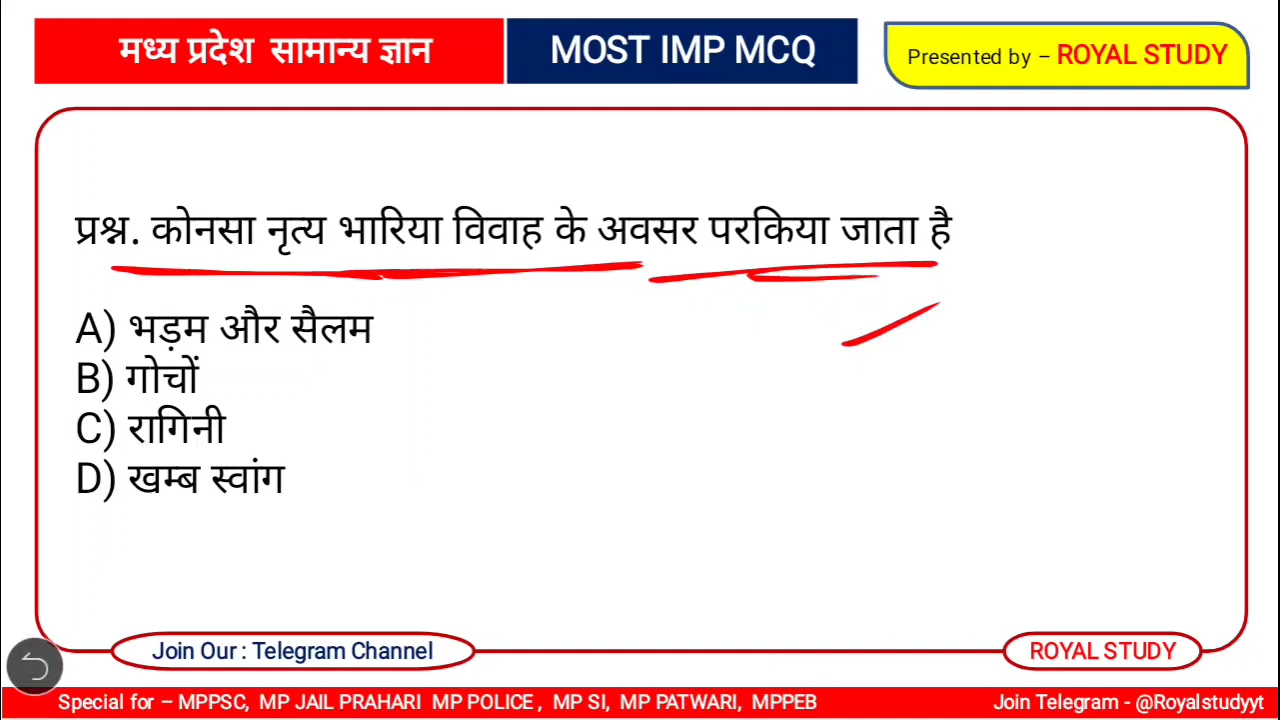 मध्य प्रदेश सामान्य ज्ञान
MOST IMP MCQ
Presented by – ROYAL STUDY
प्रश्न. कोनसा नृत्य भारिया विवाह के अवसर परकिया जाता है
A) भड़म और सैलम
B) गोचों
C) रागिनी
D) खम्ब स्वांग
Join Our : Telegram Channel
ROYAL STUDY
Special for – MPPSC, MP JAIL PRAHARI MP POLICE , MP SI, MP PATWARI, MPPEB
Join Telegram - @Royalstudyyt